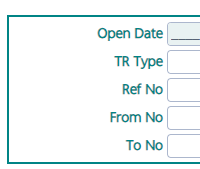 Open Date
TR Type
Ref No
From No
To No